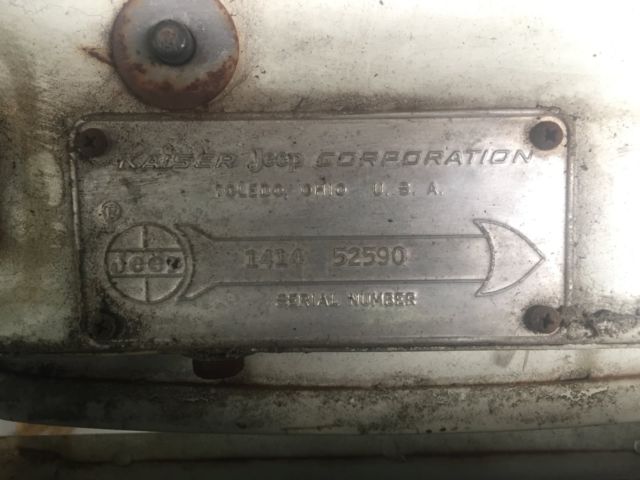 KAISER Jeep CORPORATION
TOLEDO, OHIO U. S. A.
®
Jeep
1414 52590
SERIAL NUMBER